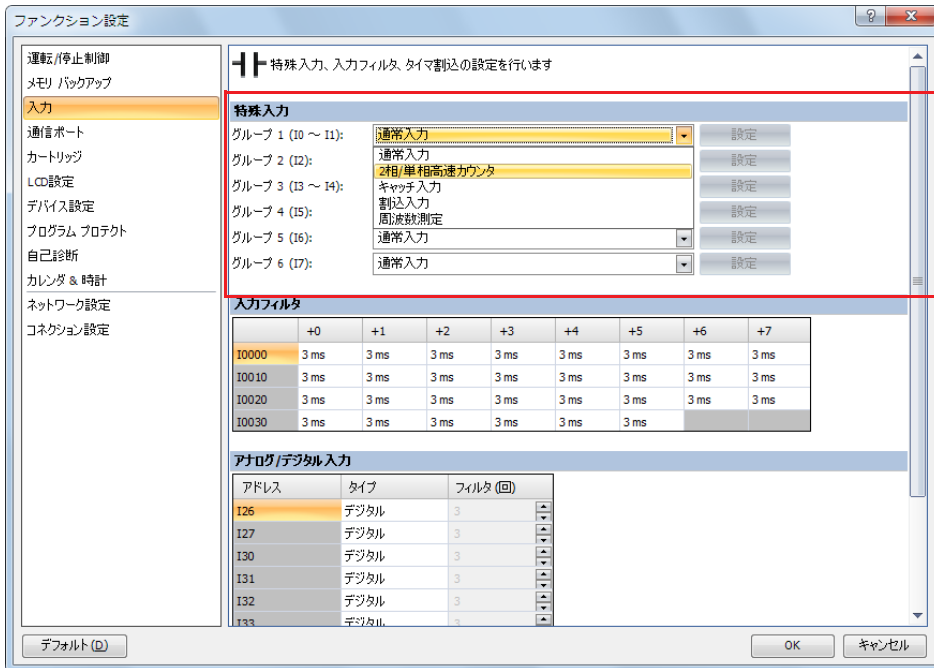 ファンクション設定
運転/停止制御
メモリ バックアップ
入力
通信ポート
カートリッジ
LCD設定
デバイス設定
プログラム プロテクト
自己診断
カレンダ & 時計
ネットワーク設定
コネクション設定
特殊入力、入力フィルタ、タイマ割込の設定を行います
特殊入力
グループ 1 (I0 ～ I1): 通常入力 設定
グループ 2 (I2): 設定
グループ 3 (I3 ～ I4): 設定
グループ 4 (I5): 設定
通常入力
2相/単相高速カウンタ
キャッチ入力
割込入力
周波数測定
グループ 5 (I6): 通常入力 設定
グループ 6 (I7): 通常入力 設定
入力フィルタ
+0 +1 +2 +3 +4 +5 +6 +7
I0000 3 ms 3 ms 3 ms 3 ms 3 ms 3 ms 3 ms 3 ms
I0010 3 ms 3 ms 3 ms 3 ms 3 ms 3 ms 3 ms 3 ms
I0020 3 ms 3 ms 3 ms 3 ms 3 ms 3 ms 3 ms 3 ms
I0030 3 ms 3 ms 3 ms 3 ms 3 ms 3 ms
アナログ/デジタル入力
アドレス タイプ フィルタ (回)
I26 デジタル 3
I27 デジタル 3
I30 デジタル 3
I31 デジタル 3
I32 デジタル 3
I33 デジタル 3
デフォルト(D) OK キャンセル